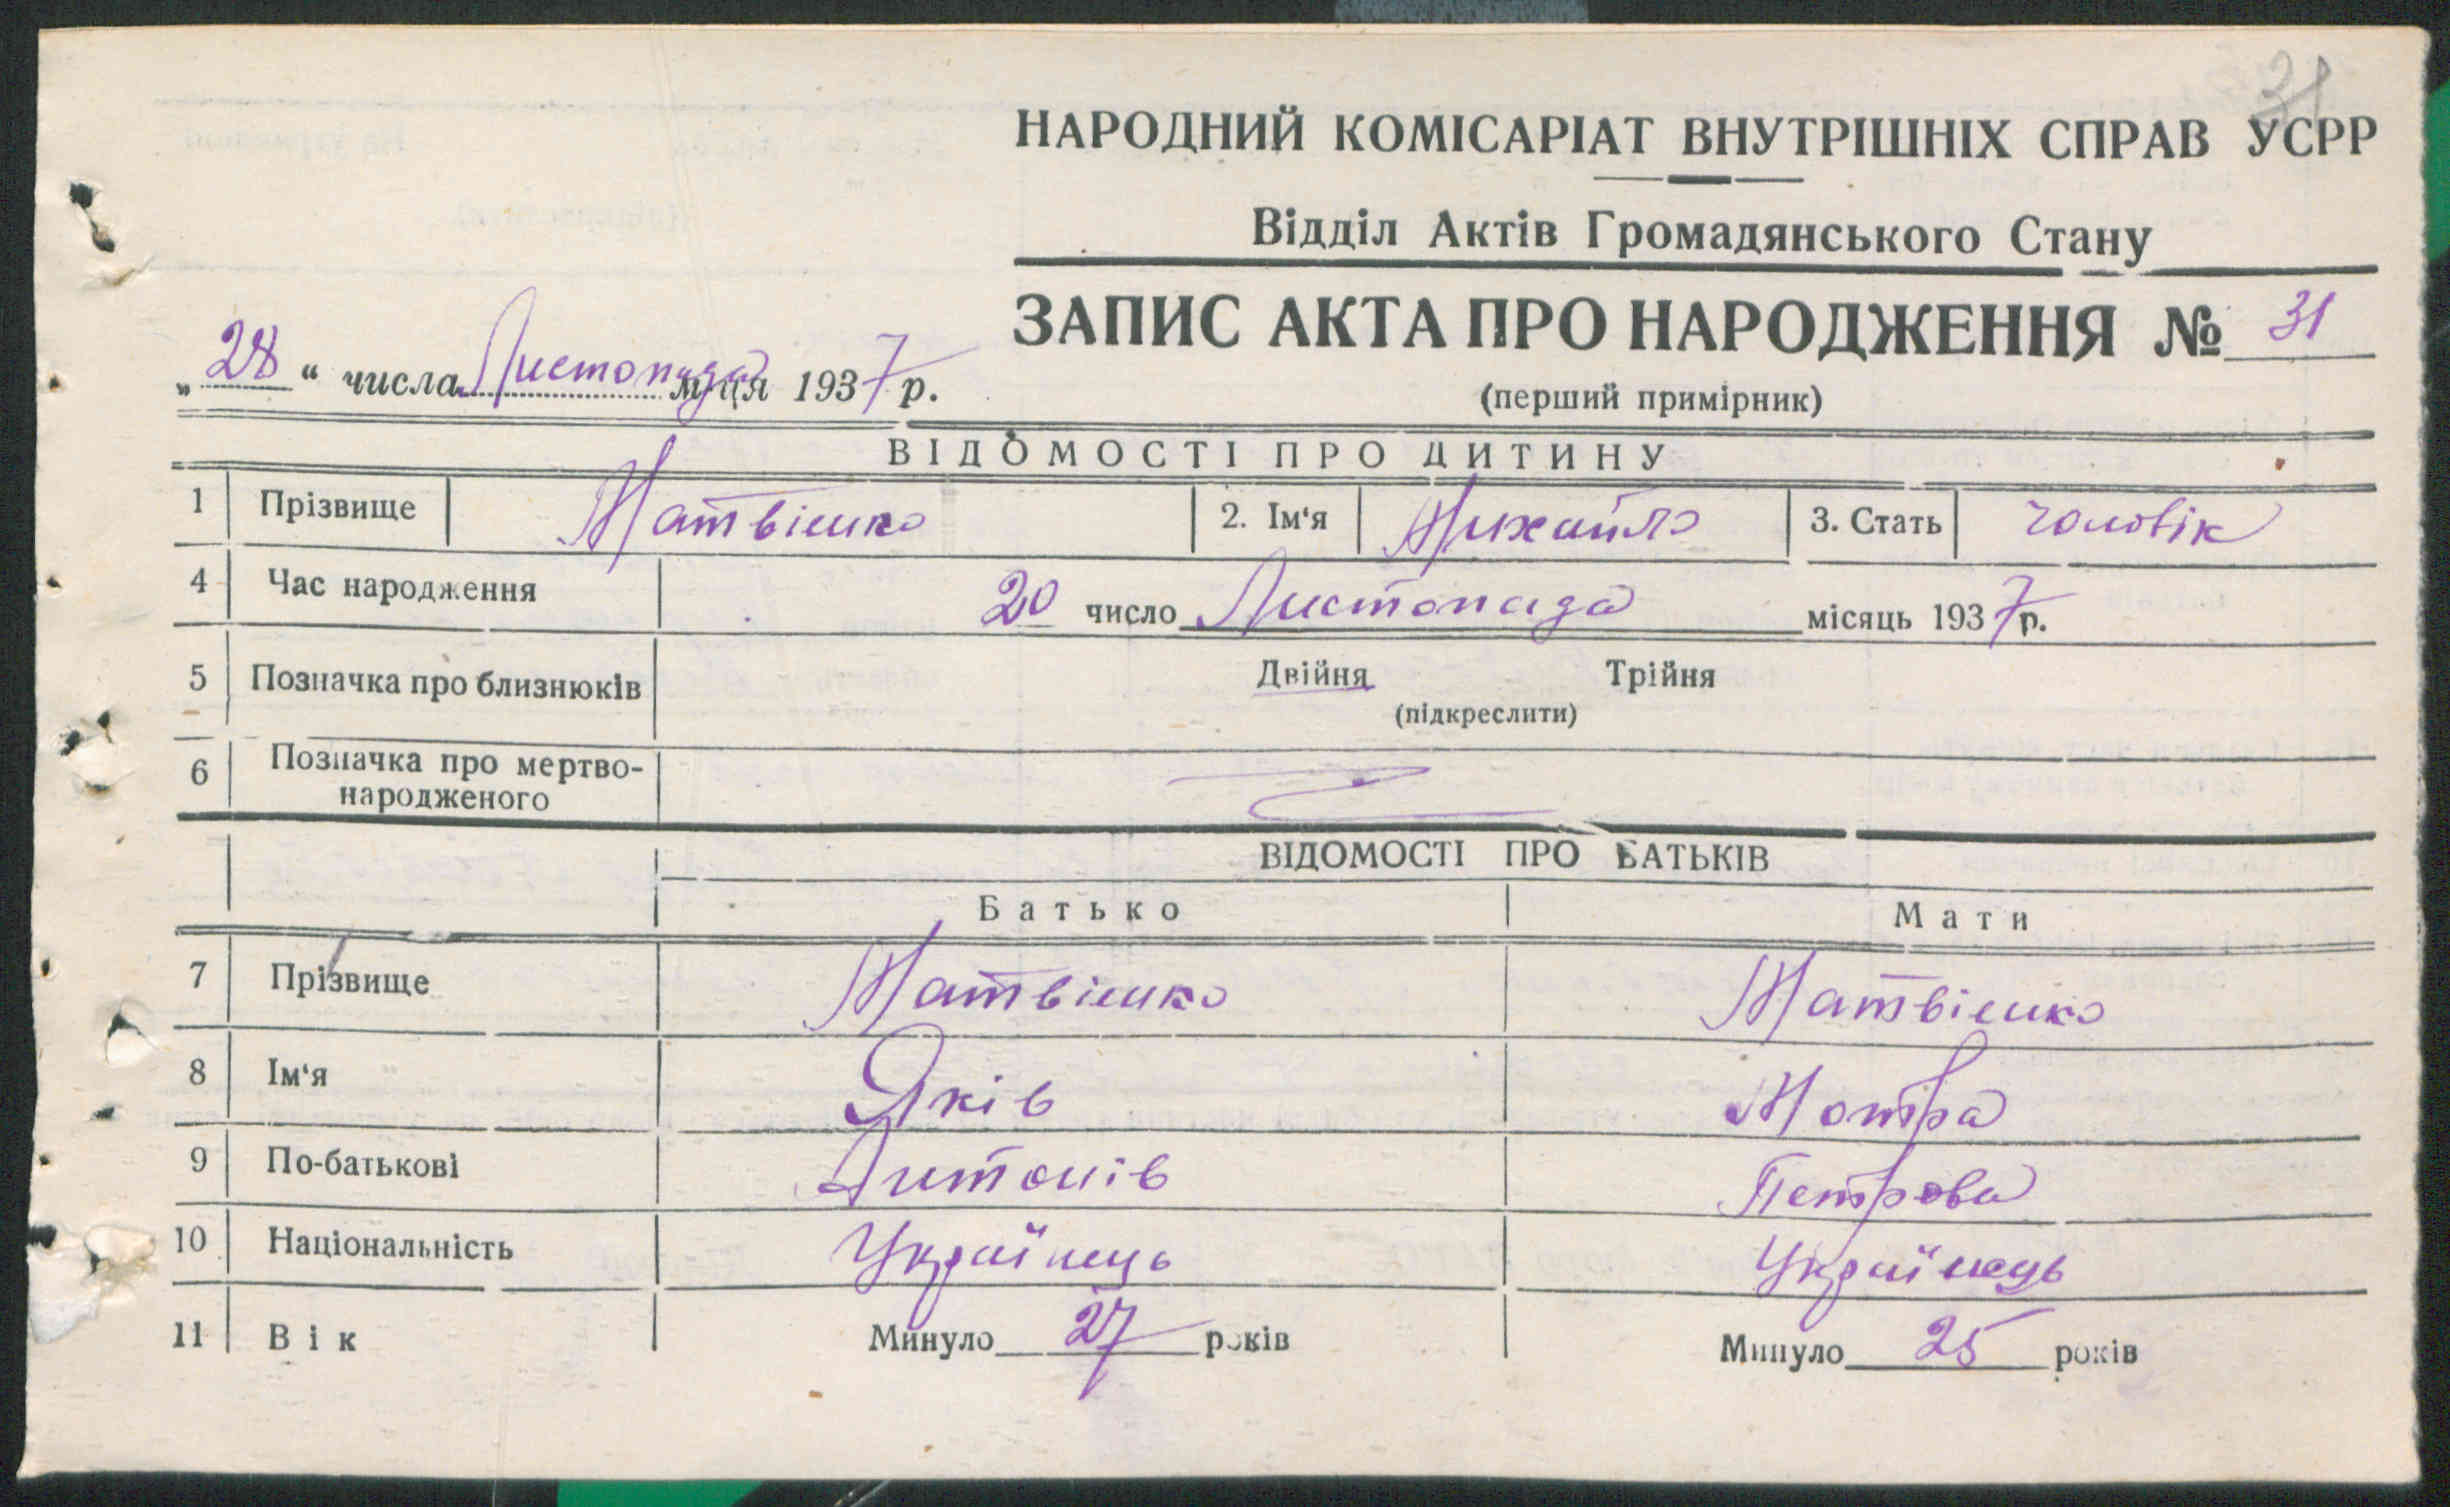 31
НАРОДНИЙ КОМІСАРІАТ ВНУТРІШНІХ СПРАВ УСРР
Відділ Актів Громадянського Стану
ЗАПИС АКТА ПРО НАРОДЖЕННЯ № 31
„28“ числа Листопада м-ця 1937 р.
(перший примірник)
ВІДОМОСТІ ПРО ДИТИНУ
1 Прізвище Матвієнко 2. Ім'я Михайло 3. Стать чоловік
4 Час народження 20 число Листопада місяць 1937 р.
5 Позначка про близнюків Двійня Трійня
(підкреслити)
6 Позначка про мертво-
народженого
ВІДОМОСТІ ПРО БАТЬКІВ
Батько Мати
7 Прізвище Матвієнко Матвієнко
8 Ім'я Яків Мотра
9 По-батькові Антонів Петрова
10 Національність Українець Українець
11 Вік Минуло 27 років Минуло 25 років